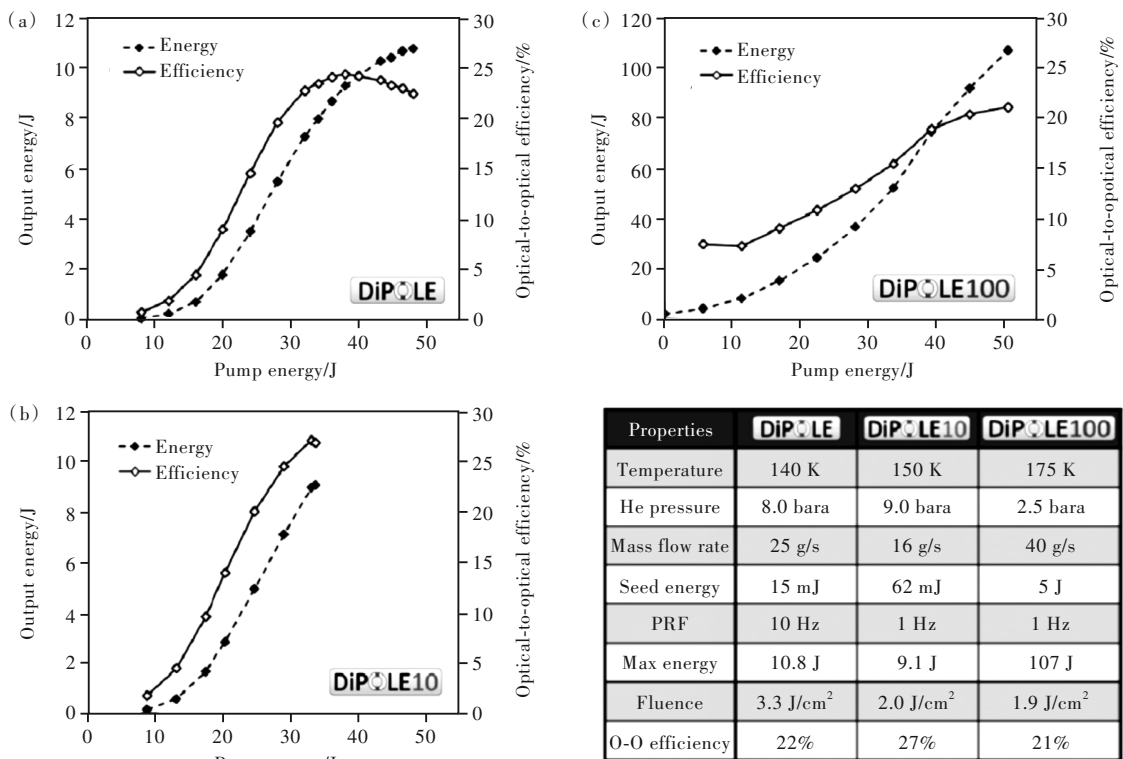 (a)
12
10
8
6
4
2
0
Output energy/J
Energy
Efficiency
DiPOLE
30
25
20
15
10
5
0
Optical-to-optical efficiency/%
0 10 20 30 40 50
Pump energy/J
(b)
12
10
8
6
4
2
0
Output energy/J
Energy
Efficiency
DiPOLE10
30
25
20
15
10
5
0
Optical-to-optical efficiency/%
0 10 20 30 40 50
(c)
120
100
80
60
40
20
0
Output energy/J
Energy
Efficiency
DiPOLE100
30
25
20
15
10
5
0
Optical-to-opotical efficiency/%
0 10 20 30 40 50
Pump energy/J
Properties DiPOLE DiPOLE10 DiPOLE100
Temperature 140 K 150 K 175 K
He pressure 8.0 bara 9.0 bara 2.5 bara
Mass flow rate 25 g/s 16 g/s 40 g/s
Seed energy 15 mJ 62 mJ 5 J
PRF 10 Hz 1 Hz 1 Hz
Max energy 10.8 J 9.1 J 107 J
Fluence 3.3 J/cm² 2.0 J/cm² 1.9 J/cm²
O-O efficiency 22% 27% 21%